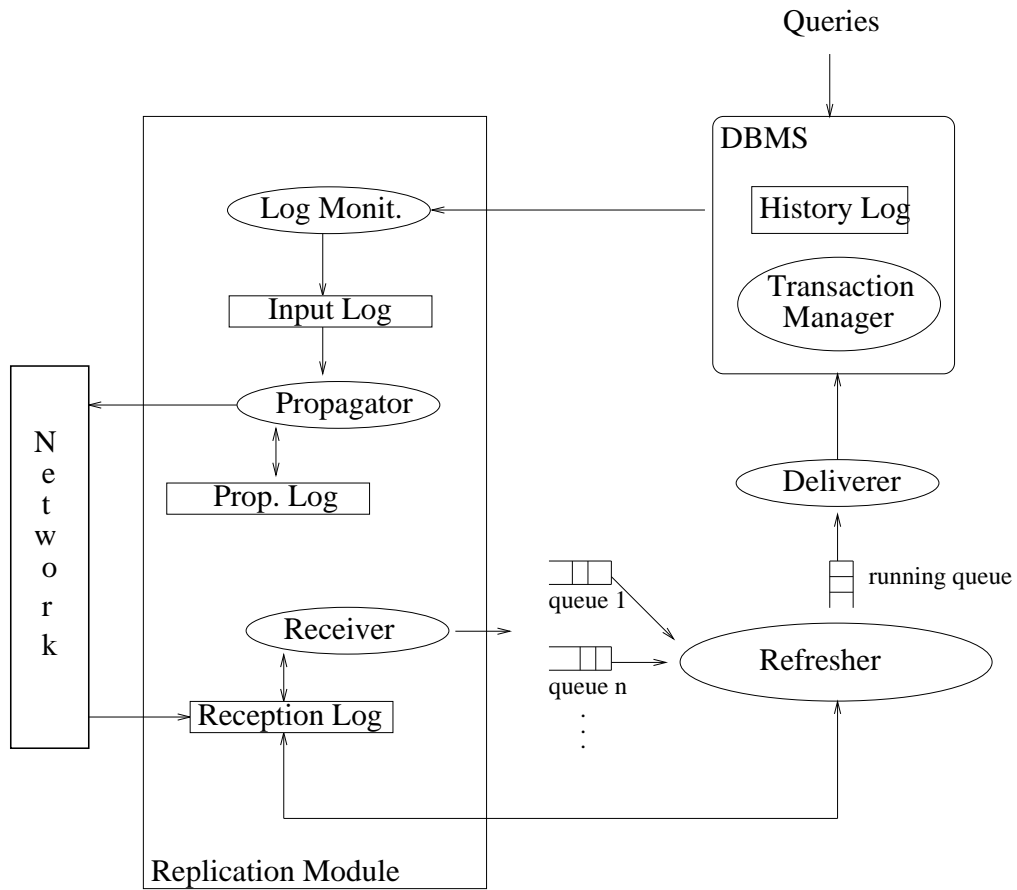 Queries
DBMS
History Log
Transaction
Manager
Log Monit.
Input Log
Propagator
Prop. Log
Network
Deliverer
running queue
queue 1
Receiver
Refresher
queue n
Reception Log
Replication Module